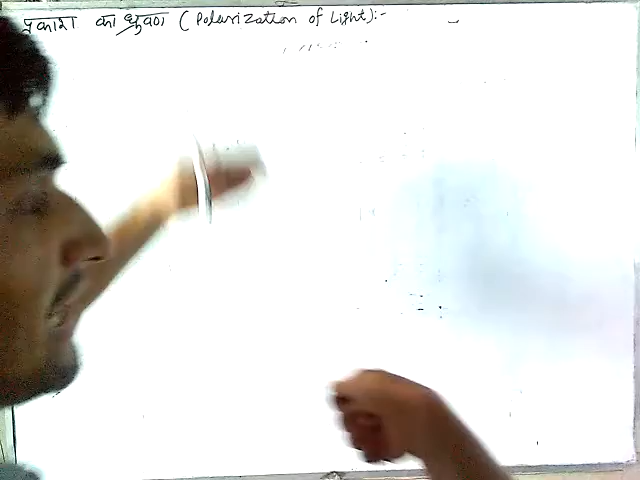 प्रकाश का ध्रुवण (Polarization of Light):-